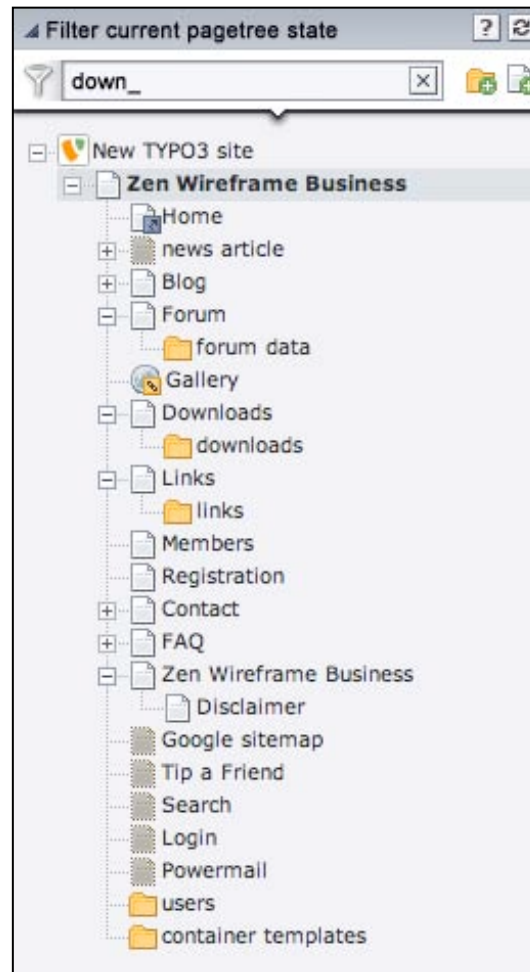 Filter current pagetree state ?
down_
New TYPO3 site
Zen Wireframe Business
Home
news article
Blog
Forum
forum data
Gallery
Downloads
downloads
Links
links
Members
Registration
Contact
FAQ
Zen Wireframe Business
Disclaimer
Google sitemap
Tip a Friend
Search
Login
Powermail
users
container templates